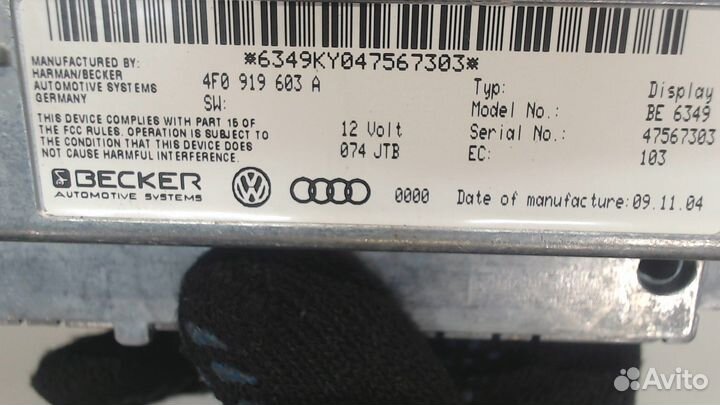 *6349KY047567303*
MANUFACTURED BY:
HARMAN/BECKER
AUTOMOTIVE SYSTEMS
GERMANY
4F0 919 603 A
SW:
Typ: Display
Model No.: BE 6349
Serial No.: 47567303
EC: 103
12 Volt
074 JTB
THIS DEVICE COMPLIES WITH PART 15 OF
THE FCC RULES. OPERATION IS SUBJECT TO
THE CONDITION THAT THIS DEVICE DOES
NOT CAUSE HARMFUL INTERFERENCE.
BECKER
AUTOMOTIVE SYSTEMS
0000
Date of manufacture: 09.11.04
Avito